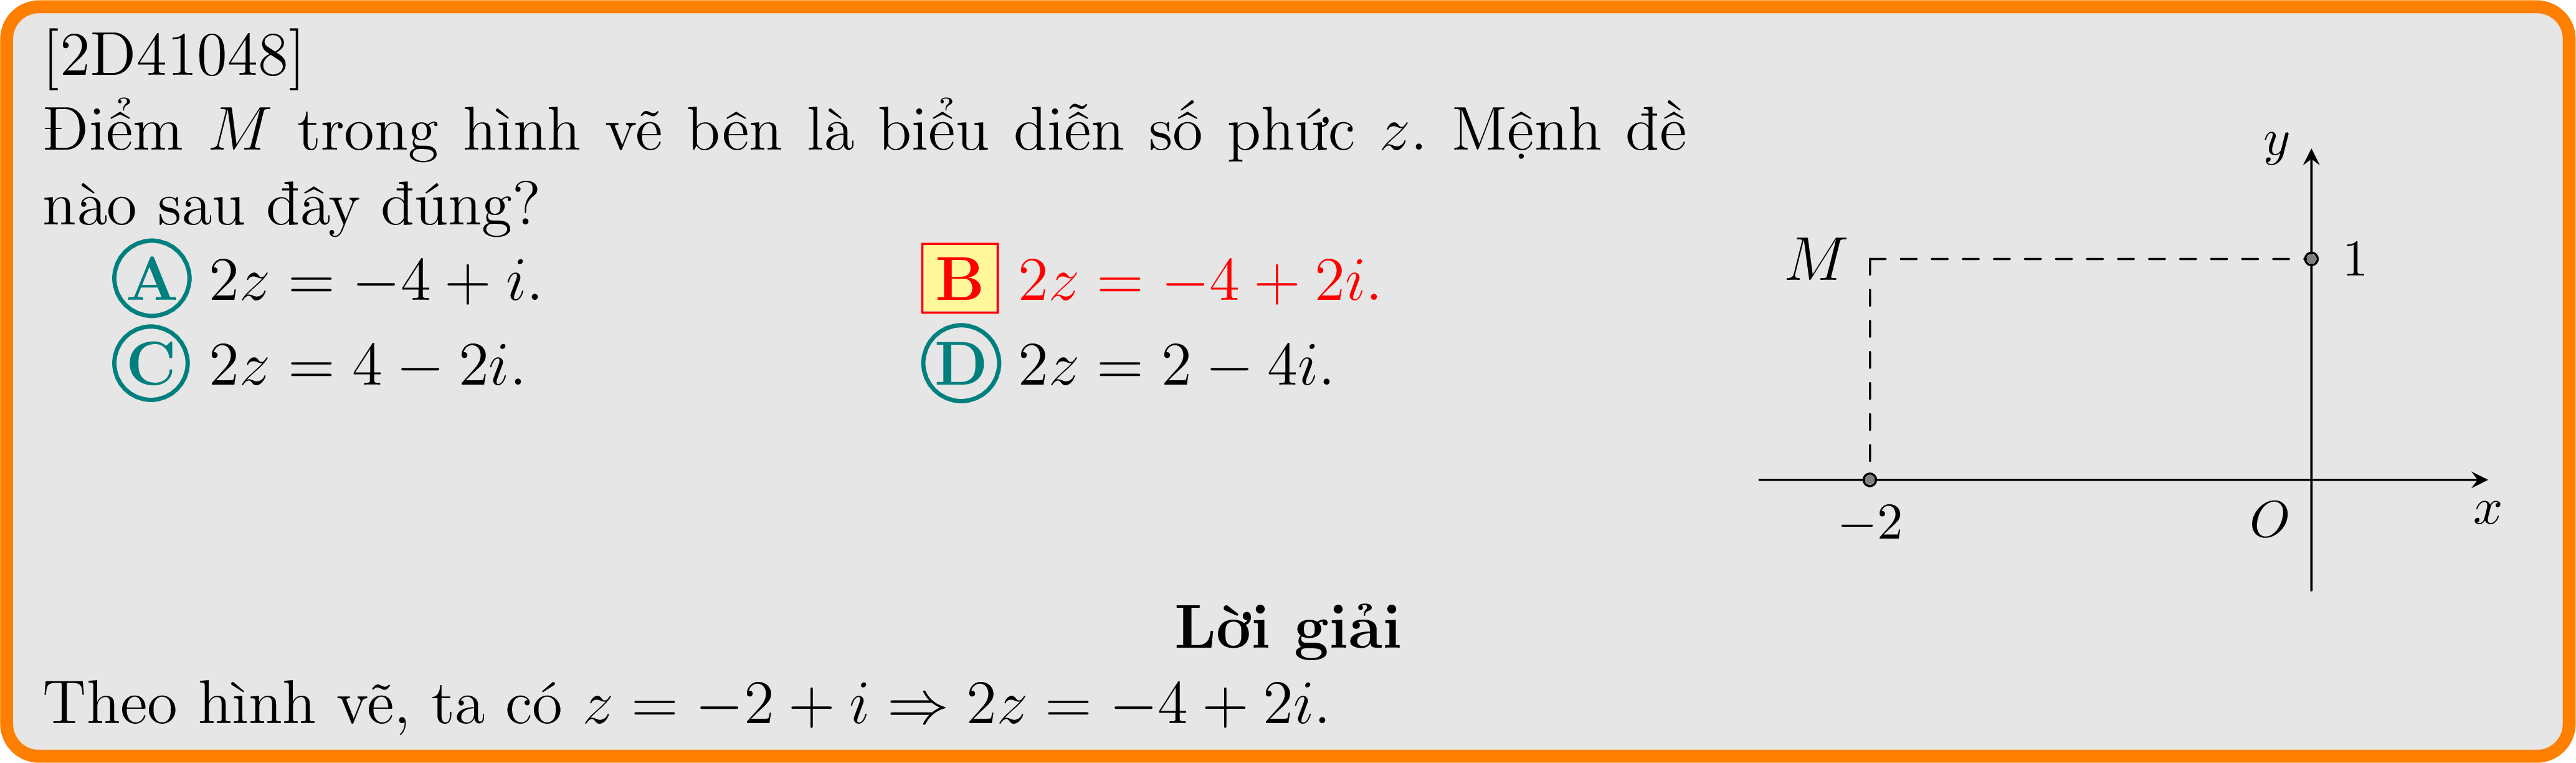 [2D41048]
Điểm M trong hình vẽ bên là biểu diễn số phức z. Mệnh đề
nào sau đây đúng?
A 2z = −4 + i.
B 2z = −4 + 2i.
C 2z = 4 − 2i.
D 2z = 2 − 4i.
y
M
1
−2
O
x
Lời giải
Theo hình vẽ, ta có z = −2 + i ⇒ 2z = −4 + 2i.